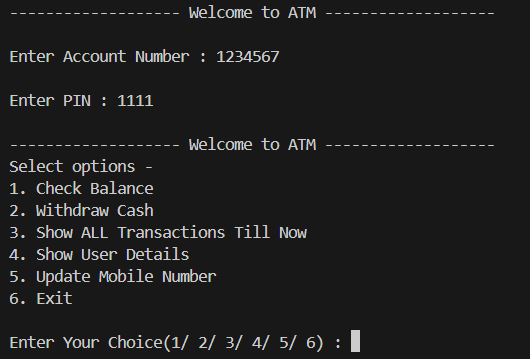 ------------------- Welcome to ATM -------------------
Enter Account Number : 1234567
Enter PIN : 1111
------------------- Welcome to ATM -------------------
Select options -
1. Check Balance
2. Withdraw Cash
3. Show ALL Transactions Till Now
4. Show User Details
5. Update Mobile Number
6. Exit
Enter Your Choice(1/ 2/ 3/ 4/ 5/ 6) :